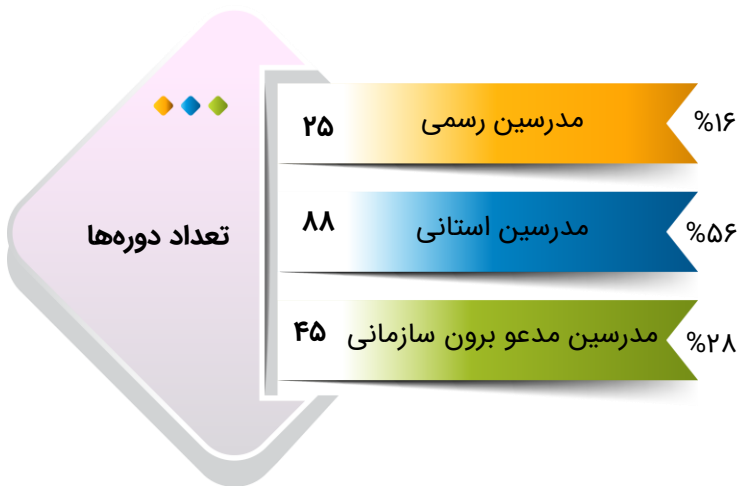 تعداد دوره‌ها
۲۵ مدرسین رسمی %۱۶
۸۸ مدرسین استانی %۵۶
۴۵ مدرسین مدعو برون سازمانی %۲۸